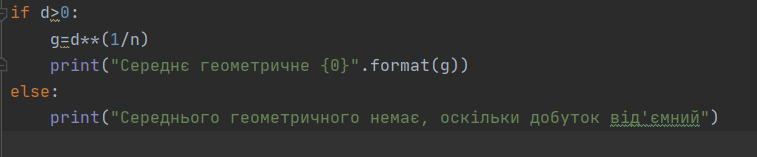 if d>0:
    g=d**(1/n)
    print("Середнє геометричне {0}".format(g))
else:
    print("Середнього геометричного немає, оскільки добуток від'ємний")